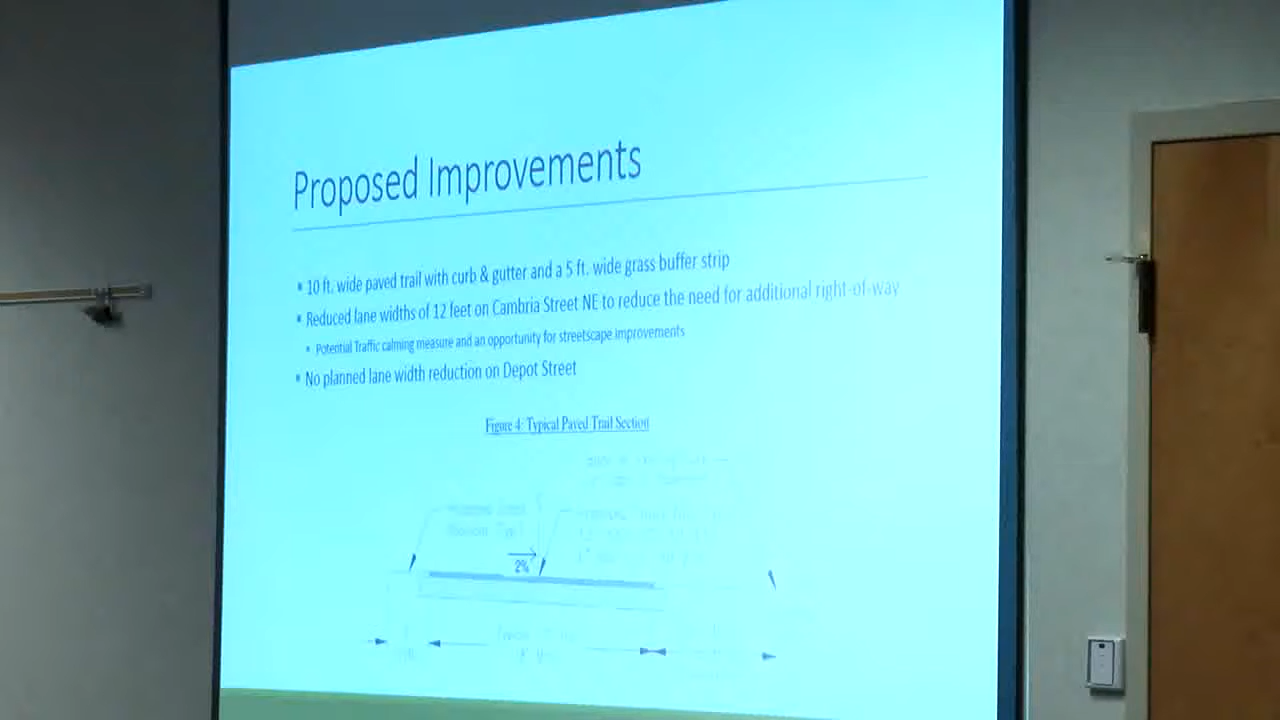 Proposed Improvements
10 ft. wide paved trail with curb & gutter and a 5 ft. wide grass buffer strip
Reduced lane widths of 12 feet on Cambria Street NE to reduce the need for additional right-of-way
Potential Traffic calming measure and an opportunity for streetscape improvements
No planned lane width reduction on Depot Street
Figure 4: Typical Paved Trail Section
2%